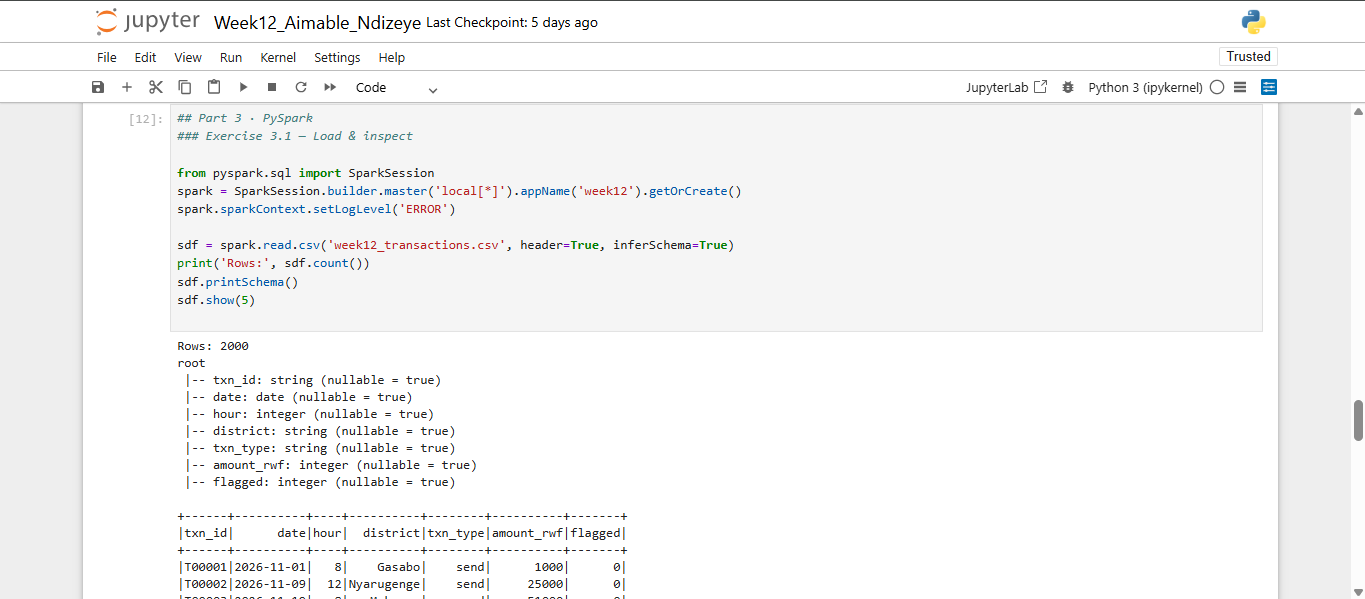 jupyter Week12_Aimable_Ndizeye Last Checkpoint: 5 days ago
File Edit View Run Kernel Settings Help
Trusted
Code
JupyterLab Python 3 (ipykernel)
[12]:
## Part 3 · PySpark
### Exercise 3.1 — Load & inspect
from pyspark.sql import SparkSession
spark = SparkSession.builder.master('local[*]').appName('week12').getOrCreate()
spark.sparkContext.setLogLevel('ERROR')
sdf = spark.read.csv('week12_transactions.csv', header=True, inferSchema=True)
print('Rows:', sdf.count())
sdf.printSchema()
sdf.show(5)
Rows: 2000
root
|-- txn_id: string (nullable = true)
|-- date: date (nullable = true)
|-- hour: integer (nullable = true)
|-- district: string (nullable = true)
|-- txn_type: string (nullable = true)
|-- amount_rwf: integer (nullable = true)
|-- flagged: integer (nullable = true)
+------+----------+----+----------+--------+----------+-------+
|txn_id|      date|hour|  district|txn_type|amount_rwf|flagged|
+------+----------+----+----------+--------+----------+-------+
|T00001|2026-11-01|   8|    Gasabo|    send|      1000|      0|
|T00002|2026-11-09|  12|Nyarugenge|    send|     25000|      0|